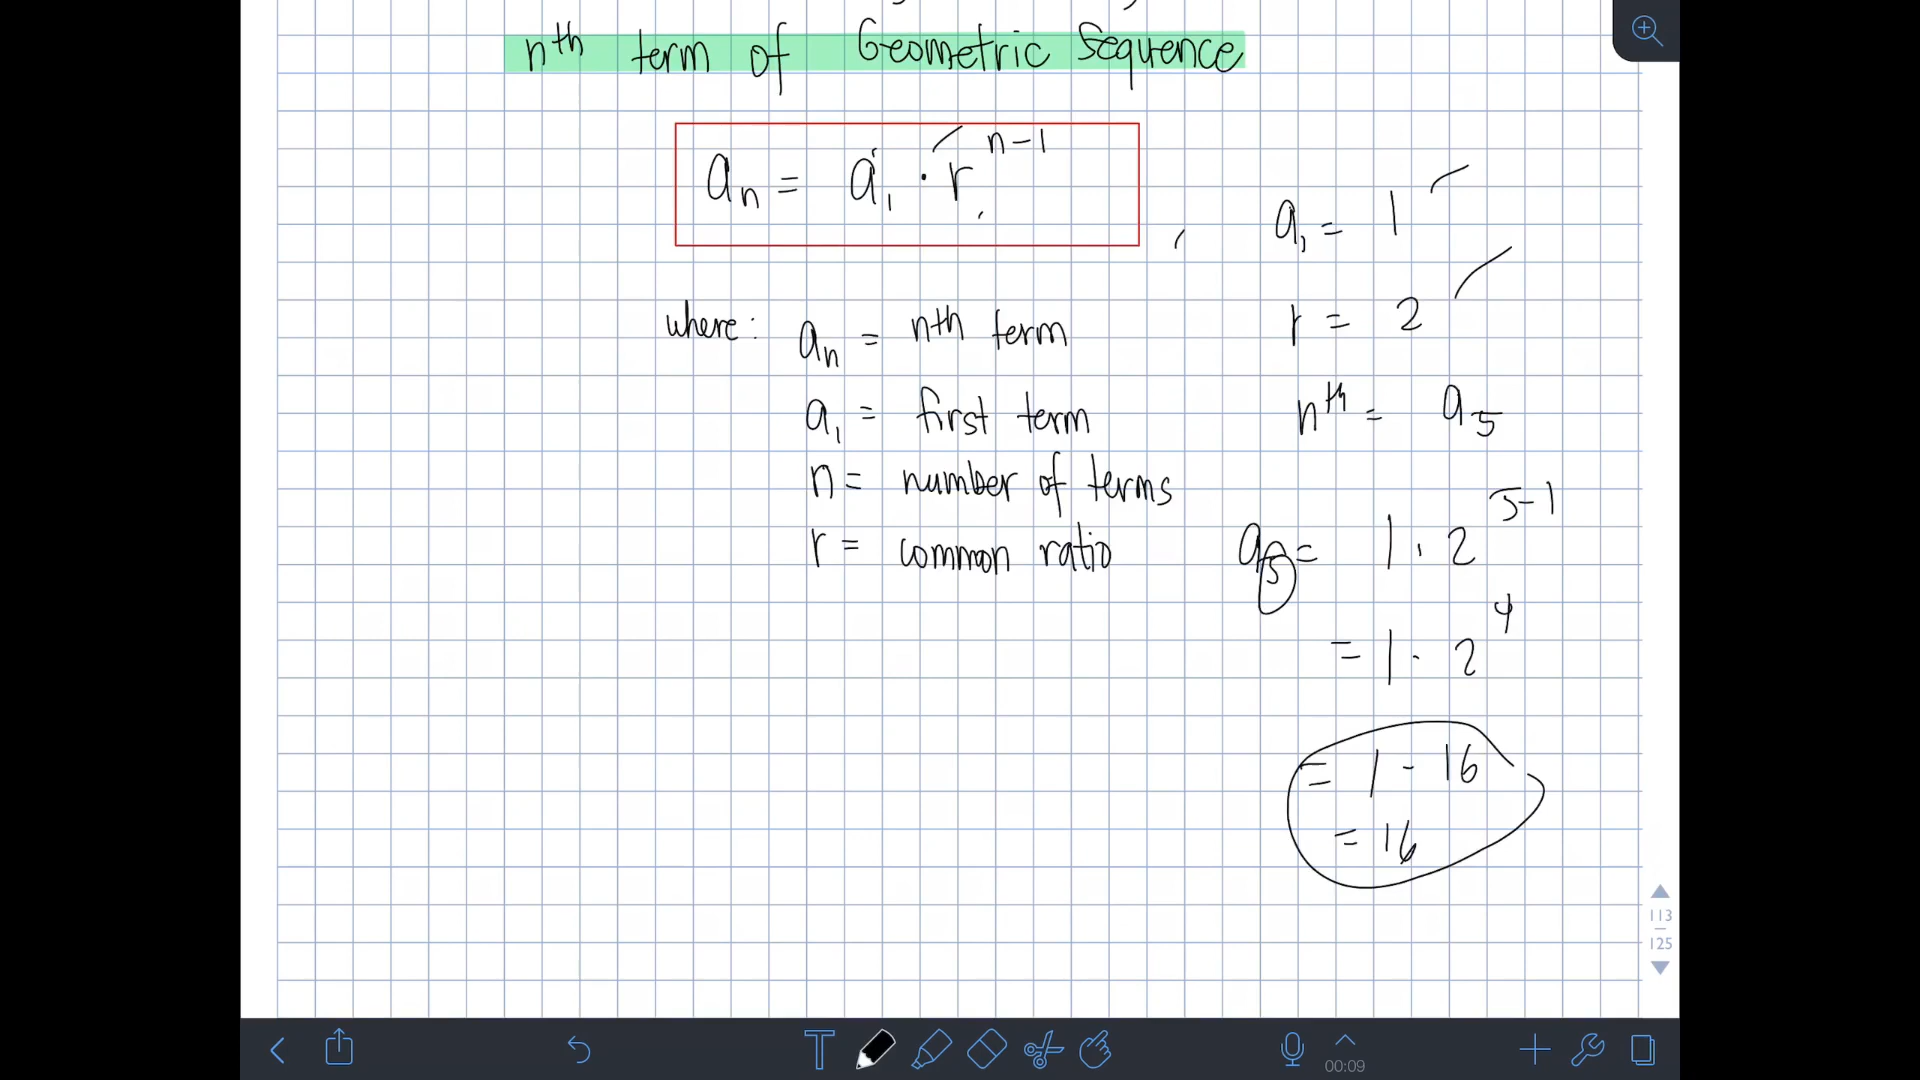 nth term of Geometric Sequence
aₙ = a₁ · r^(n-1)
where: aₙ = nth term
a₁ = first term
n = number of terms
r = common ratio
a₁ = 1
r = 2
nth = a₅
a₅ = 1 · 2^(5-1)
= 1 · 2^4
= 1 · 16
= 16
113
125
T
00:09